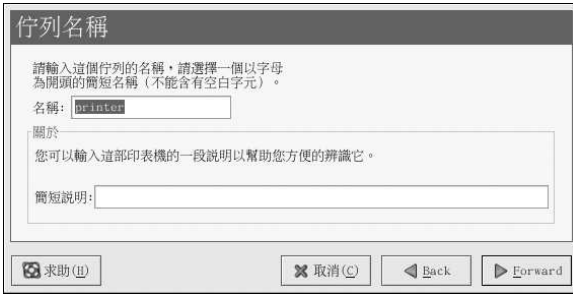 佇列名稱
請輸入這個佇列的名稱，請選擇一個以字母
為開頭的簡短名稱（不能含有空白字元）。
名稱： printer
關於
您可以輸入這部印表機的一段說明以幫助您方便的辨識它。
簡短說明：
求助(H) 取消(C) Back Forward